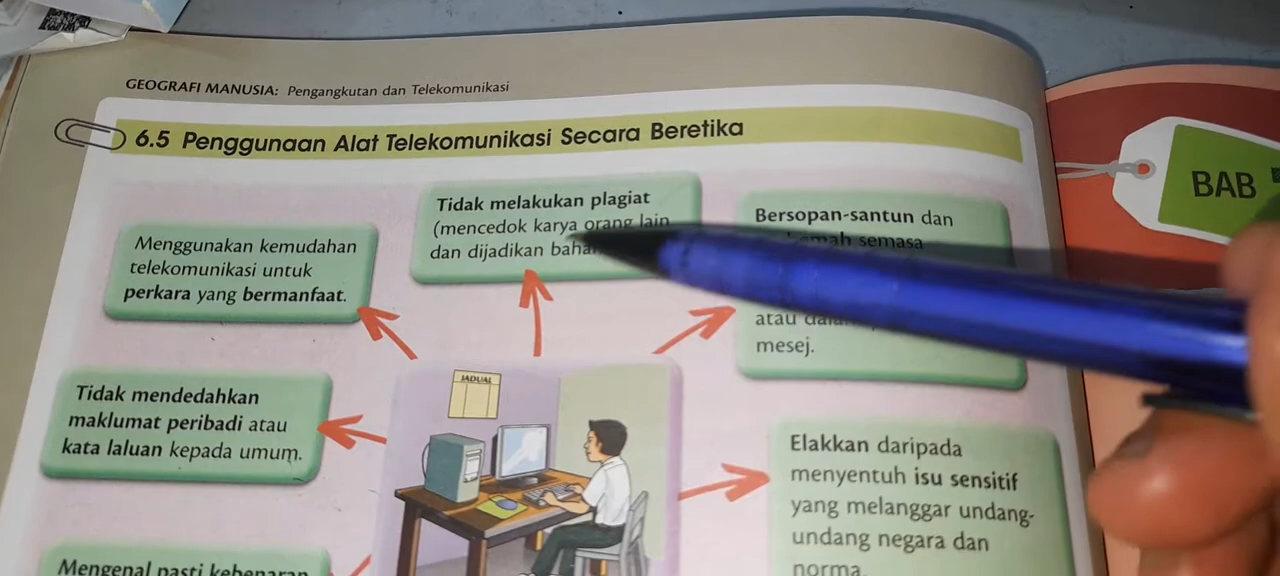 GEOGRAFI MANUSIA: Pengangkutan dan Telekomunikasi
6.5 Penggunaan Alat Telekomunikasi Secara Beretika
Menggunakan kemudahan
telekomunikasi untuk
perkara yang bermanfaat.
Tidak melakukan plagiat
(mencedok karya orang lain
dan dijadikan
Bersopan-santun dan
semasa
atau
mesej.
Tidak mendedahkan
maklumat peribadi atau
kata laluan kepada umum.
JADUAL
Elakkan daripada
menyentuh isu sensitif
yang melanggar undang-
undang negara dan
norma.
Mengenal pasti kebenaran
BAB